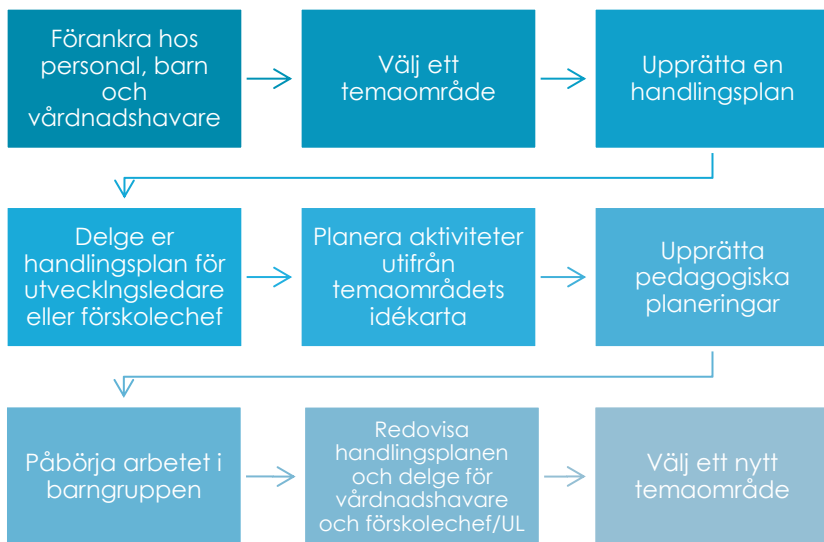 Förankra hos
personal, barn
och
vårdnadshavare
Välj ett
temaområde
Upprätta en
handlingsplan
Delge er
handlingsplan för
utvecklngsledare
eller förskolechef
Planera aktiviteter
utifrån
temaområdets
idékarta
Upprätta
pedagogiska
planeringar
Påbörja arbetet i
barngruppen
Redovisa
handlingsplanen
och delge för
vårdnadshavare
och förskolechef/UL
Välj ett nytt
temaområde